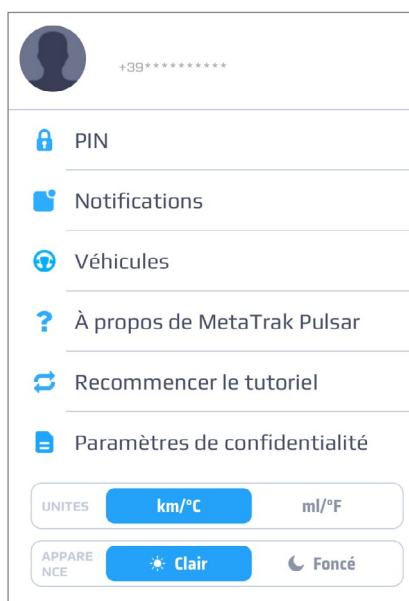 +39**********
PIN
Notifications
Véhicules
À propos de MetaTrak Pulsar
Recommencer le tutoriel
Paramètres de confidentialité
UNITES km/°C ml/°F
APPARE
NCE Clair Foncé